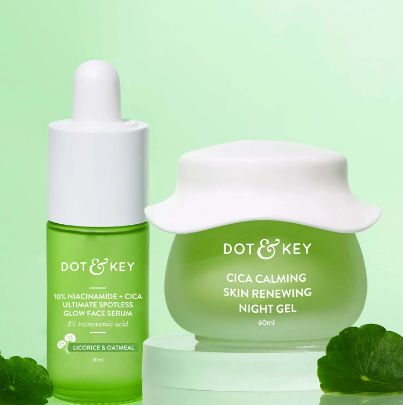 DOT & KEY
10% NIACINAMIDE + CICA
ULTIMATE SPOTLESS
GLOW FACE SERUM
8% tranexamic acid
LICORICE & OATMEAL
DOT & KEY
CICA CALMING
SKIN RENEWING
NIGHT GEL
60ml